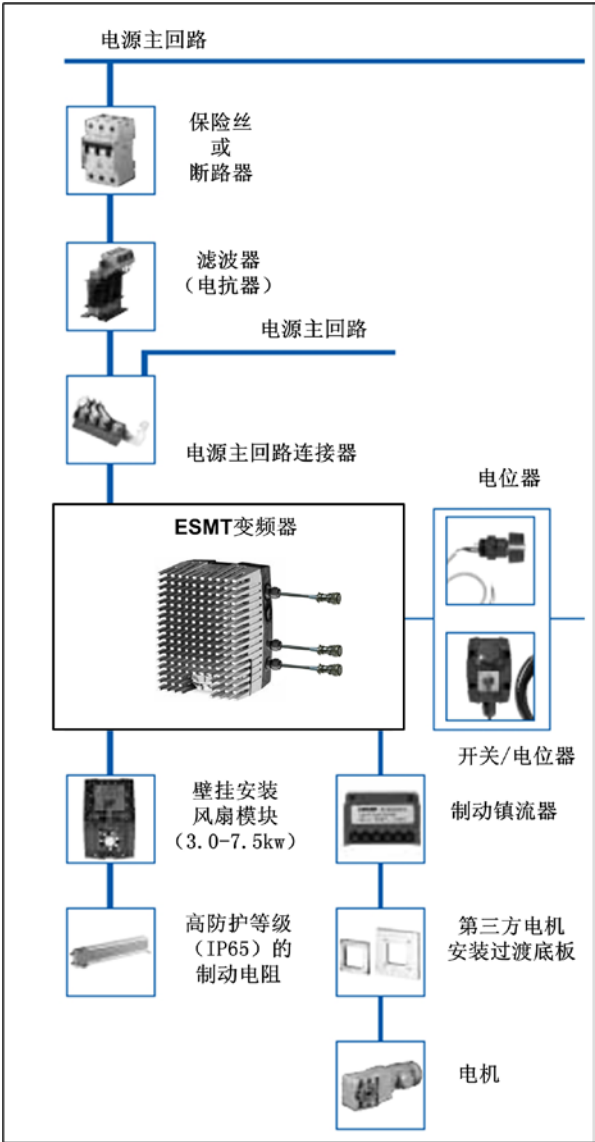 电源主回路
保险丝
或
断路器
滤波器
（电抗器）
电源主回路
电源主回路连接器
电位器
ESMT变频器
开关/电位器
壁挂安装
风扇模块
（3.0-7.5kw）
制动镇流器
高防护等级
（IP65）的
制动电阻
第三方电机
安装过渡底板
电机